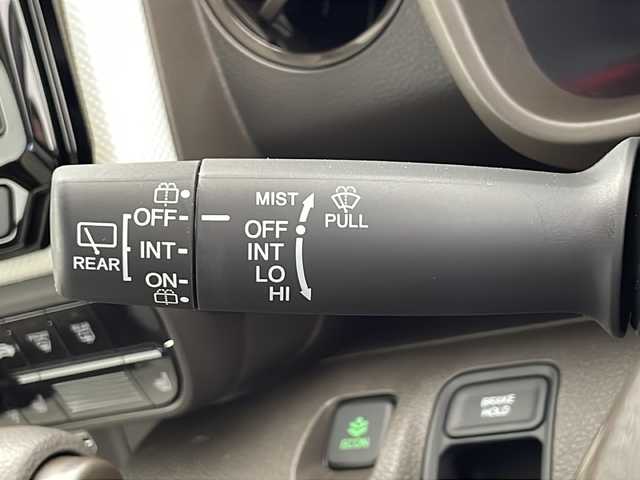 MIST
OFF
OFF
PULL
INT
INT
REAR
LO
ON
HI
BRAKE
HOLD
ECON